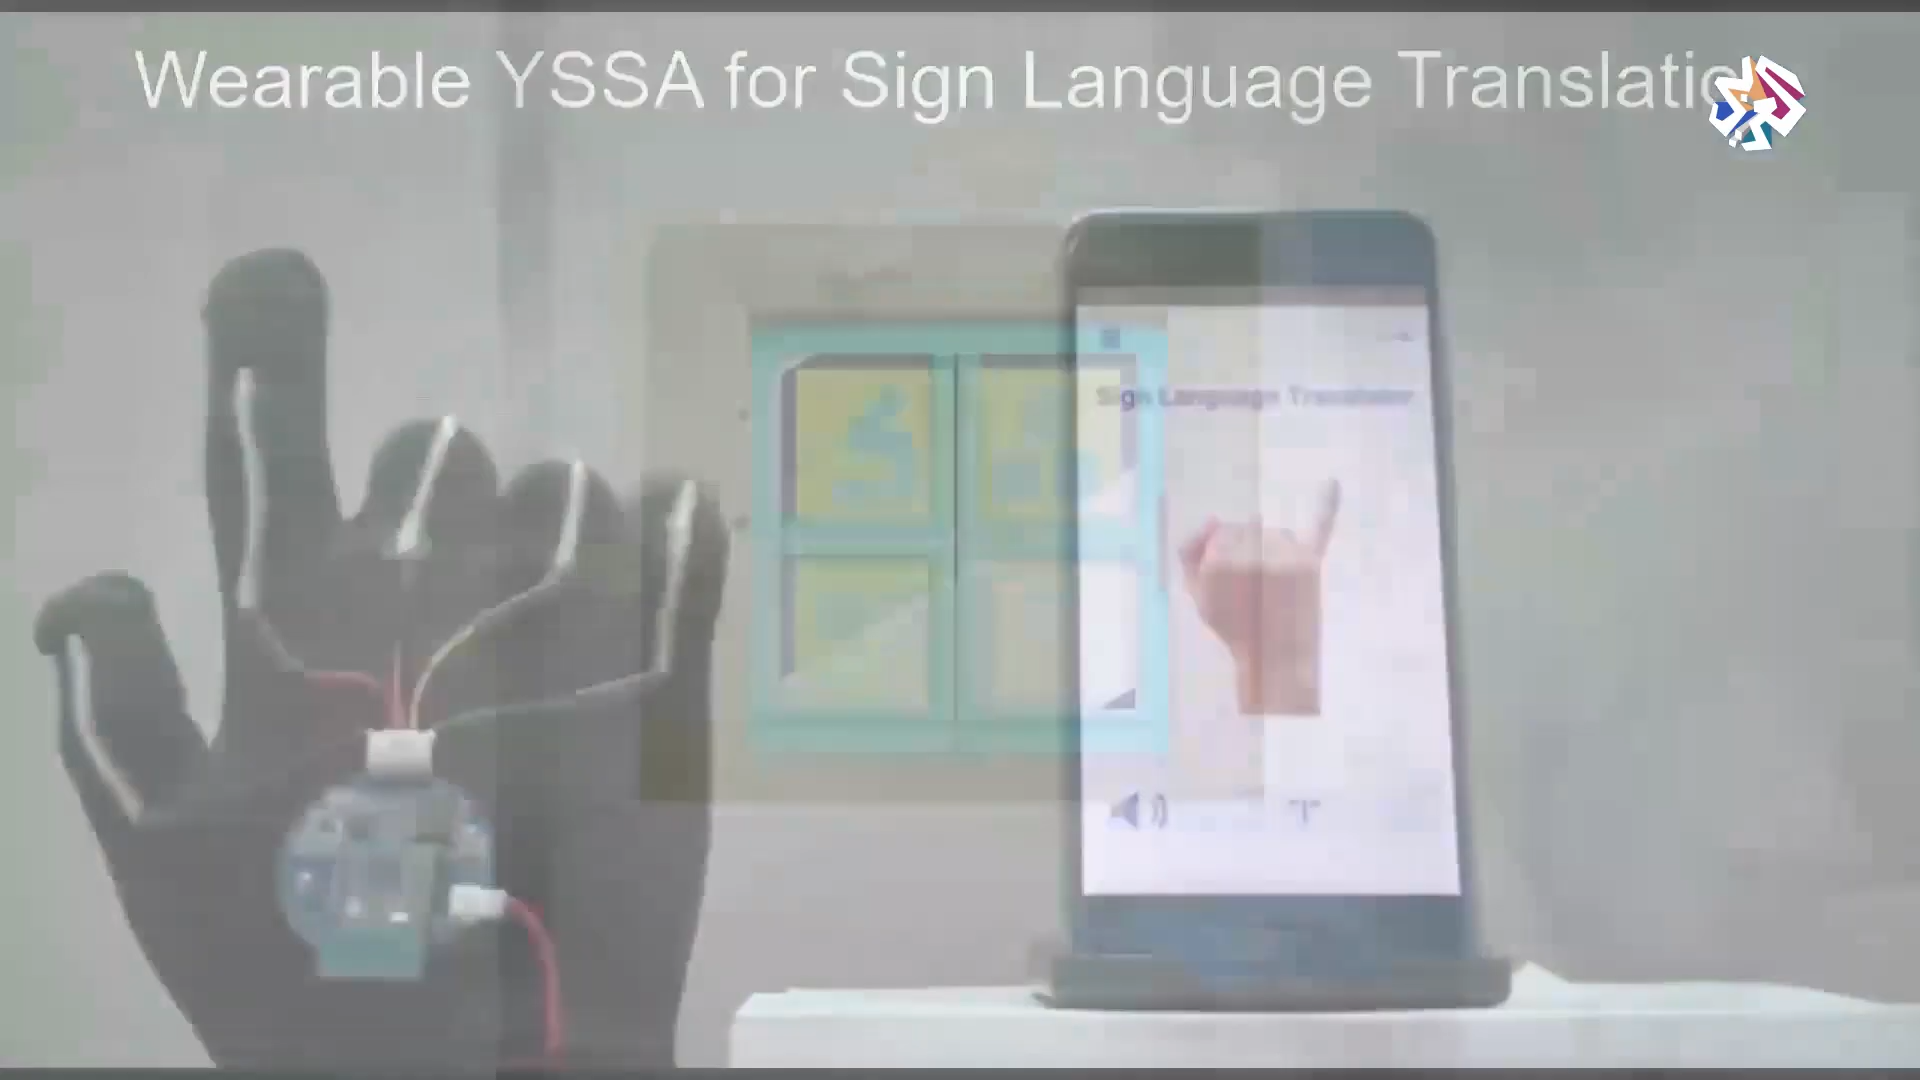 Wearable YSSA for Sign Language Translatio
Sign Language Translator
"I"